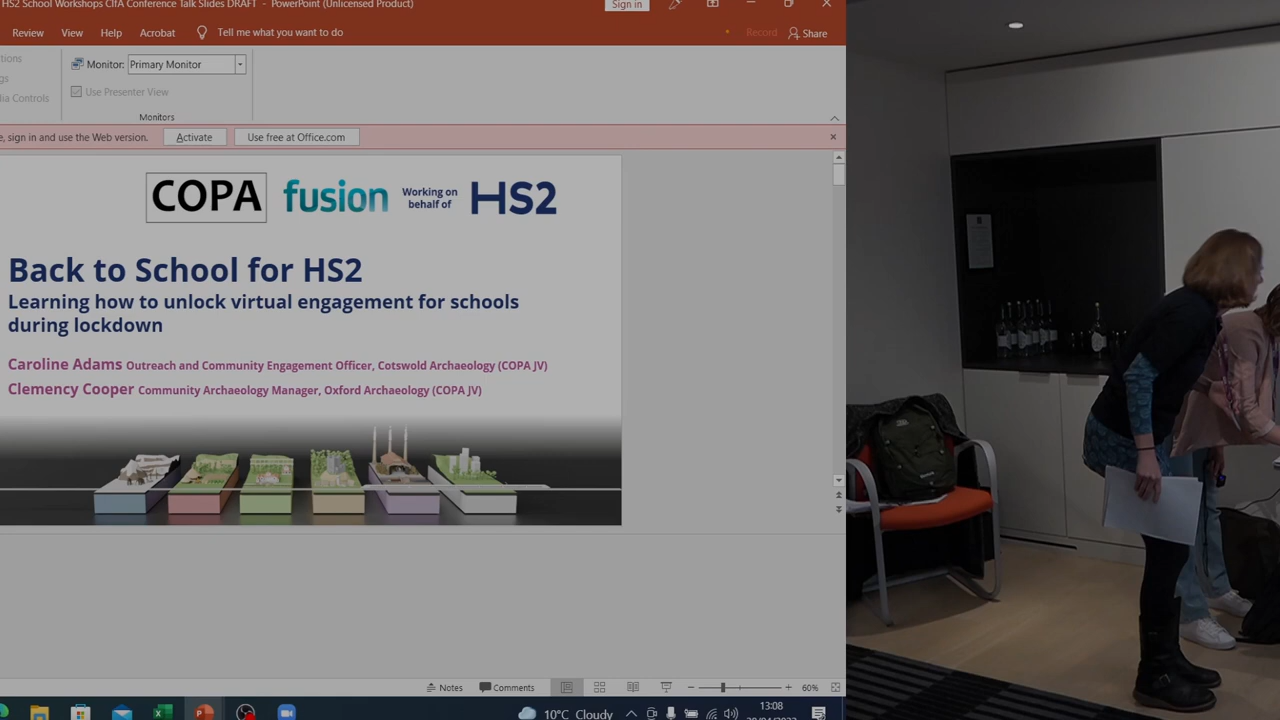 HS2 School Workshops CIfA Conference Talk Slides DRAFT - PowerPoint (Unlicensed Product)
Sign in
Review View Help Acrobat Tell me what you want to do
Record Share
Monitor: Primary Monitor
Use Presenter View
Media Controls
Monitors
e, sign in and use the Web version. Activate Use free at Office.com
COPA fusion Working on behalf of HS2
Back to School for HS2
Learning how to unlock virtual engagement for schools
during lockdown
Caroline Adams Outreach and Community Engagement Officer, Cotswold Archaeology (COPA JV)
Clemency Cooper Community Archaeology Manager, Oxford Archaeology (COPA JV)
Notes Comments 60%
10°C Cloudy 13:08